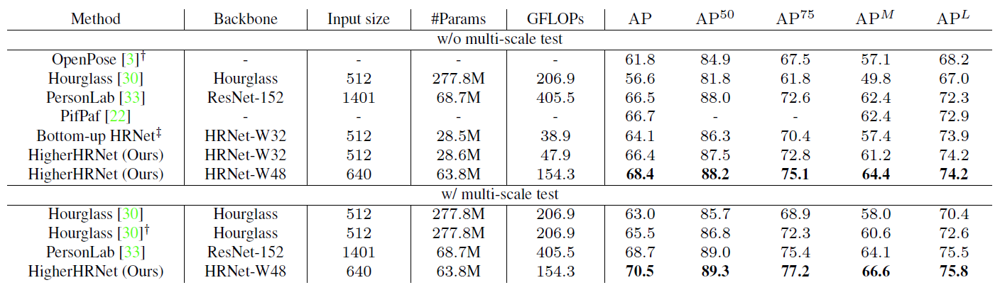 Method Backbone Input size #Params GFLOPs AP AP^50 AP^75 AP^M AP^L
w/o multi-scale test
OpenPose [3]† - - - - 61.8 84.9 67.5 57.1 68.2
Hourglass [30] Hourglass 512 277.8M 206.9 56.6 81.8 61.8 49.8 67.0
PersonLab [33] ResNet-152 1401 68.7M 405.5 66.5 88.0 72.6 62.4 72.3
PifPaf [22] - - - - 66.7 - - 62.4 72.9
Bottom-up HRNet‡ HRNet-W32 512 28.5M 38.9 64.1 86.3 70.4 57.4 73.9
HigherHRNet (Ours) HRNet-W32 512 28.6M 47.9 66.4 87.5 72.8 61.2 74.2
HigherHRNet (Ours) HRNet-W48 640 63.8M 154.3 68.4 88.2 75.1 64.4 74.2
w/ multi-scale test
Hourglass [30] Hourglass 512 277.8M 206.9 63.0 85.7 68.9 58.0 70.4
Hourglass [30]† Hourglass 512 277.8M 206.9 65.5 86.8 72.3 60.6 72.6
PersonLab [33] ResNet-152 1401 68.7M 405.5 68.7 89.0 75.4 64.1 75.5
HigherHRNet (Ours) HRNet-W48 640 63.8M 154.3 70.5 89.3 77.2 66.6 75.8